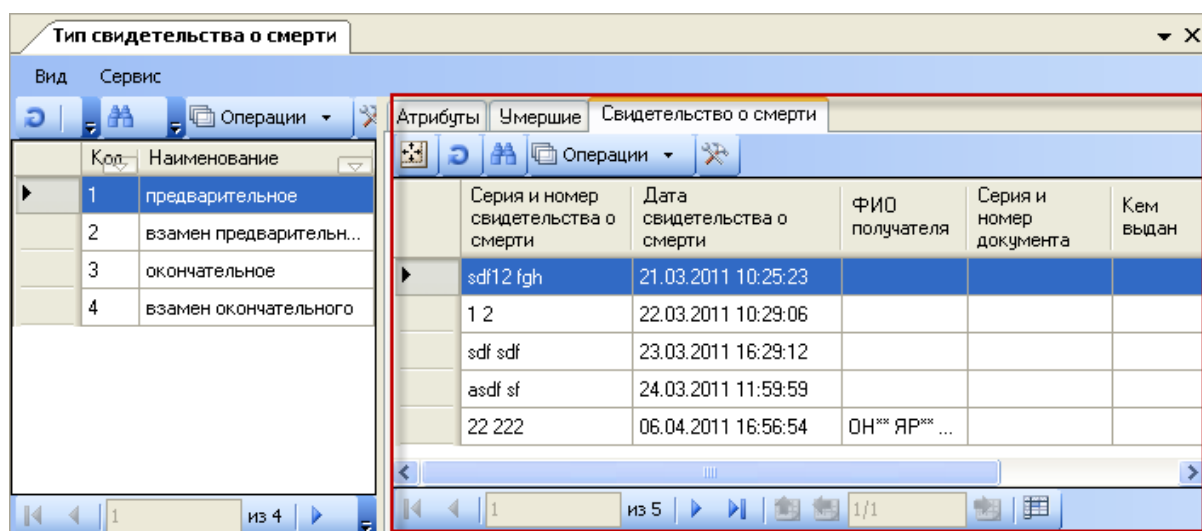 Тип свидетельства о смерти
Вид Сервис
Операции
Атрибуты Умершие Свидетельство о смерти
Операции
Код Наименование
1 предварительное
2 взамен предварительн...
3 окончательное
4 взамен окончательного
Серия и номер свидетельства о смерти Дата свидетельства о смерти ФИО получателя Серия и номер документа Кем выдан
sdf12 fgh 21.03.2011 10:25:23
1 2 22.03.2011 10:29:06
sdf sdf 23.03.2011 16:29:12
asdf sf 24.03.2011 11:59:59
22 222 06.04.2011 16:56:54 ОН** ЯР** ...
1 из 4
1 из 5 1/1